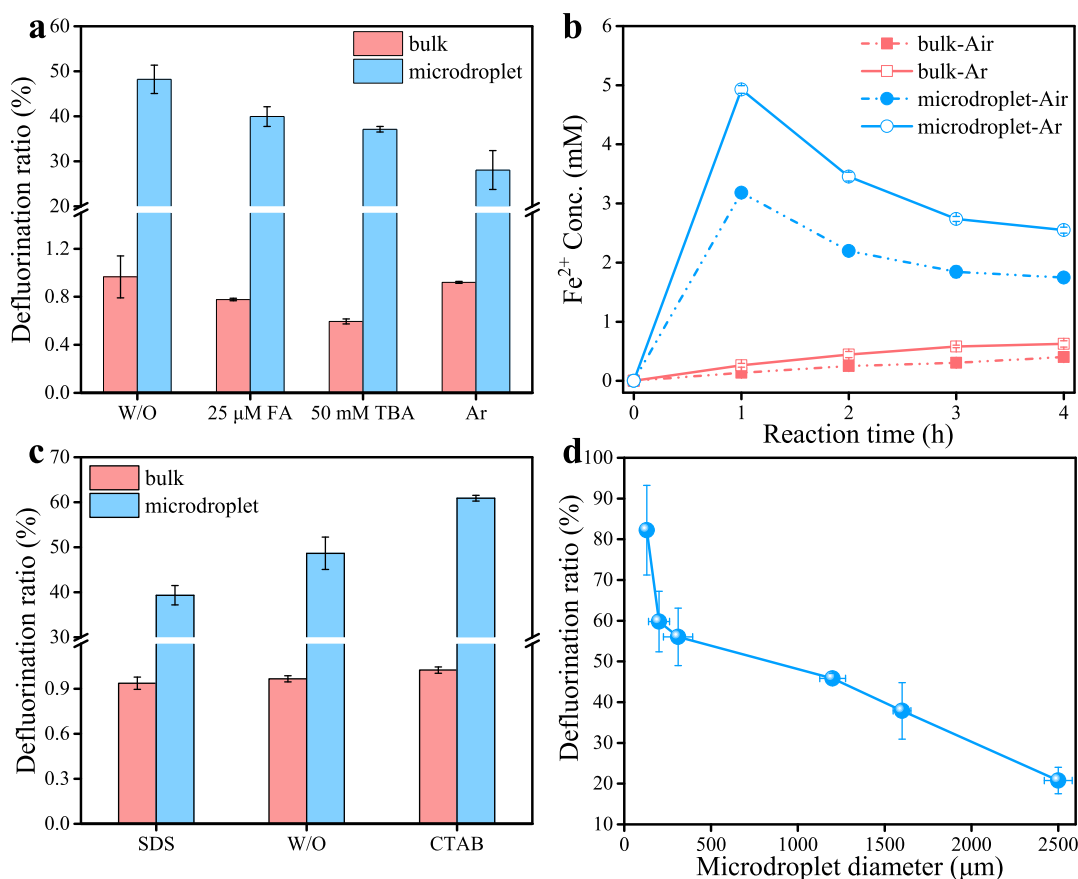 a
Defluorination ratio (%)
60
50
40
30
20
1.2
0.8
0.4
0.0
bulk
microdroplet
W/O 25 μM FA 50 mM TBA Ar
b
Fe²⁺ Conc. (mM)
6
5
4
3
2
1
0
bulk-Air
bulk-Ar
microdroplet-Air
microdroplet-Ar
0 1 2 3 4
Reaction time (h)
c
Defluorination ratio (%)
70
60
50
40
30
0.9
0.6
0.3
0.0
bulk
microdroplet
SDS W/O CTAB
d
Defluorination ratio (%)
100
90
80
70
60
50
40
30
20
10
0 500 1000 1500 2000 2500
Microdroplet diameter (μm)